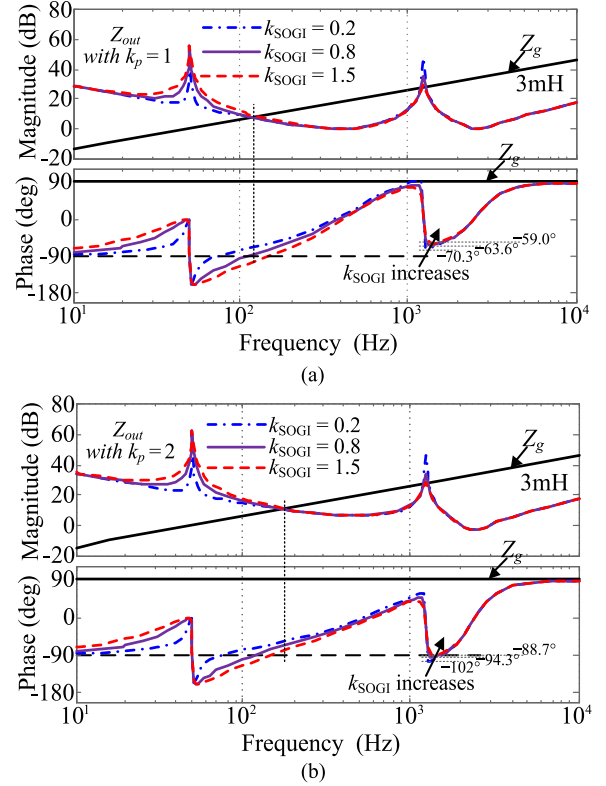 Magnitude (dB)
80
60
40
20
0
-20
Z_out
with k_p = 1
k_SOGI = 0.2
k_SOGI = 0.8
k_SOGI = 1.5
Z_g
3mH
Phase (deg)
90
0
-90
-180
Z_g
-59.0°
-63.6°
-70.3°
k_SOGI increases
10^1
10^2
10^3
10^4
Frequency (Hz)
(a)
Magnitude (dB)
80
60
40
20
0
-20
Z_out
with k_p = 2
k_SOGI = 0.2
k_SOGI = 0.8
k_SOGI = 1.5
Z_g
3mH
Phase (deg)
90
0
-90
-180
Z_g
-88.7°
-94.3°
-102°
k_SOGI increases
10^1
10^2
10^3
10^4
Frequency (Hz)
(b)